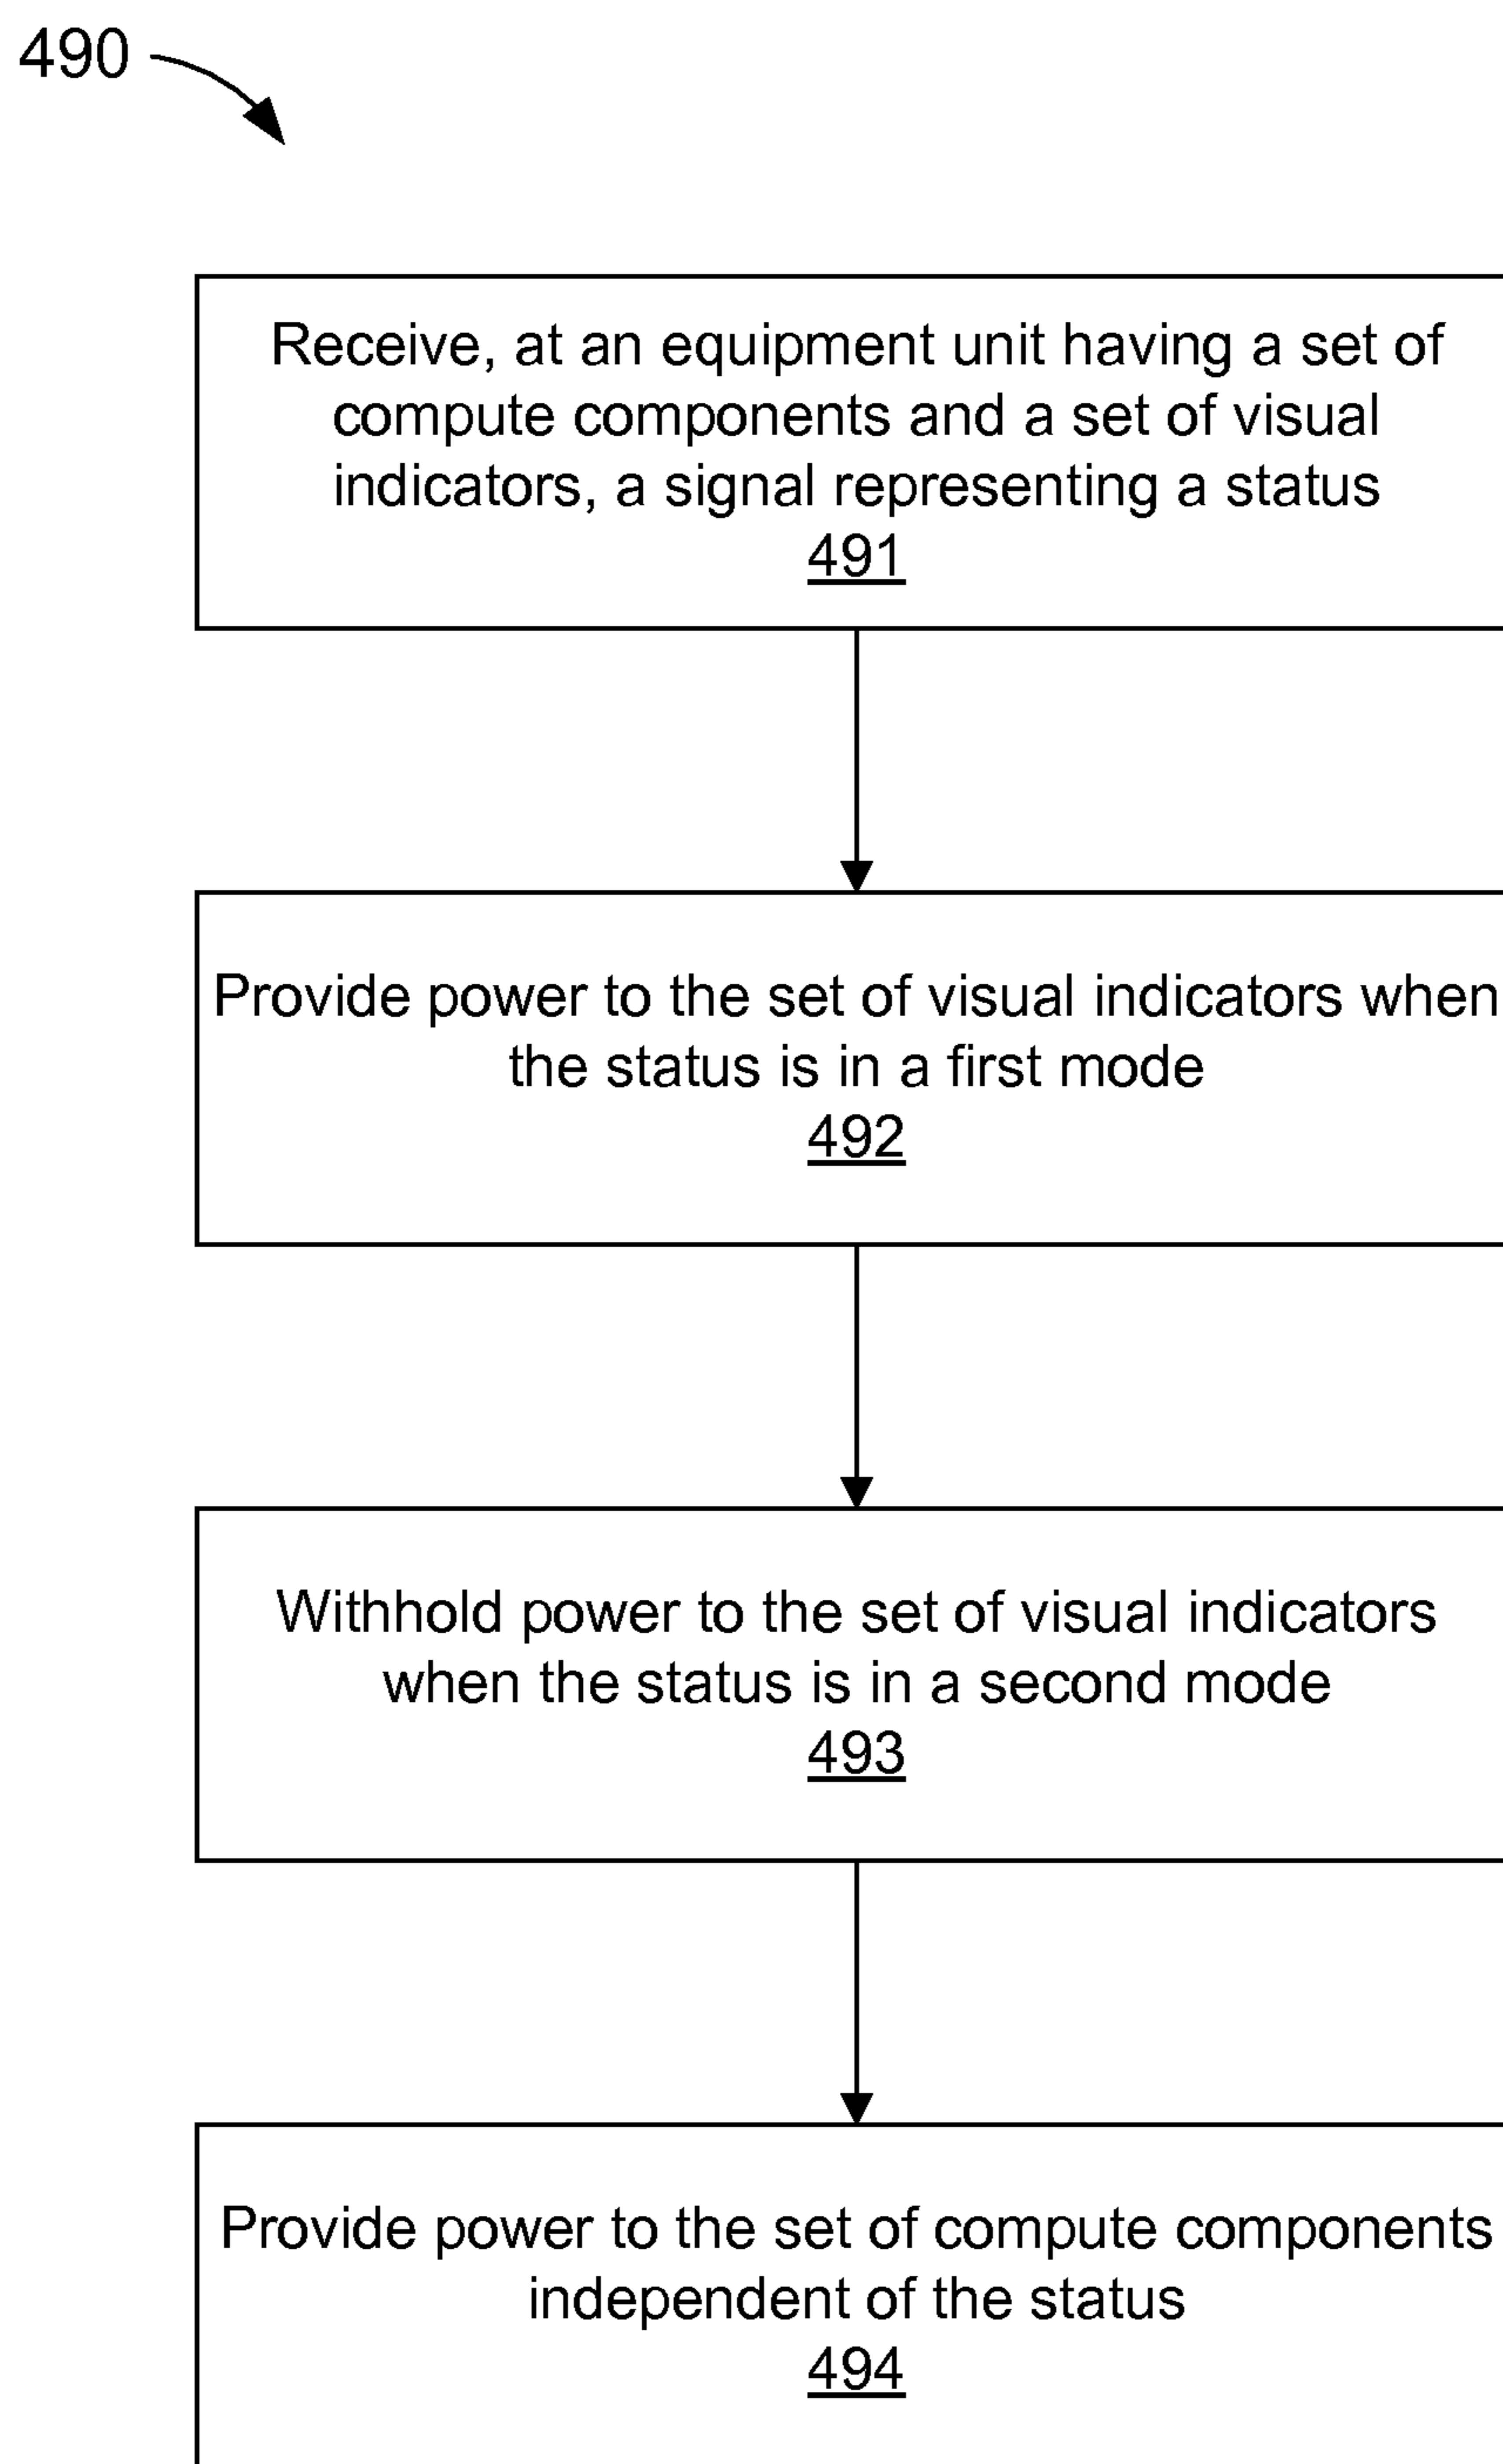 490
Receive, at an equipment unit having a set of
compute components and a set of visual
indicators, a signal representing a status
491
Provide power to the set of visual indicators when
the status is in a first mode
492
Withhold power to the set of visual indicators
when the status is in a second mode
493
Provide power to the set of compute components
independent of the status
494